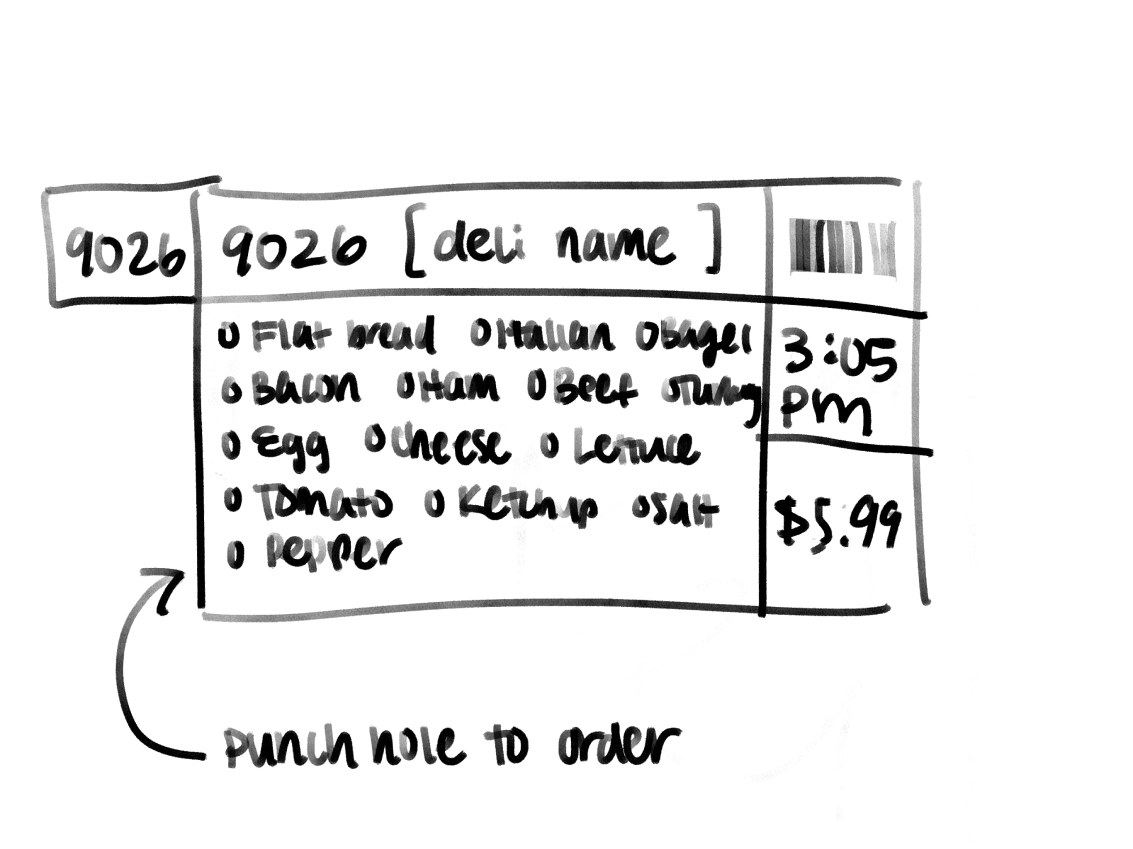 9026
9026 [deli name]
Flat bread Italian Bagel
Bacon Ham Beef Turkey
Egg Cheese Lettuce
Tomato Ketchup Salt
Pepper
3:05
pm
$5.99
punch hole to order